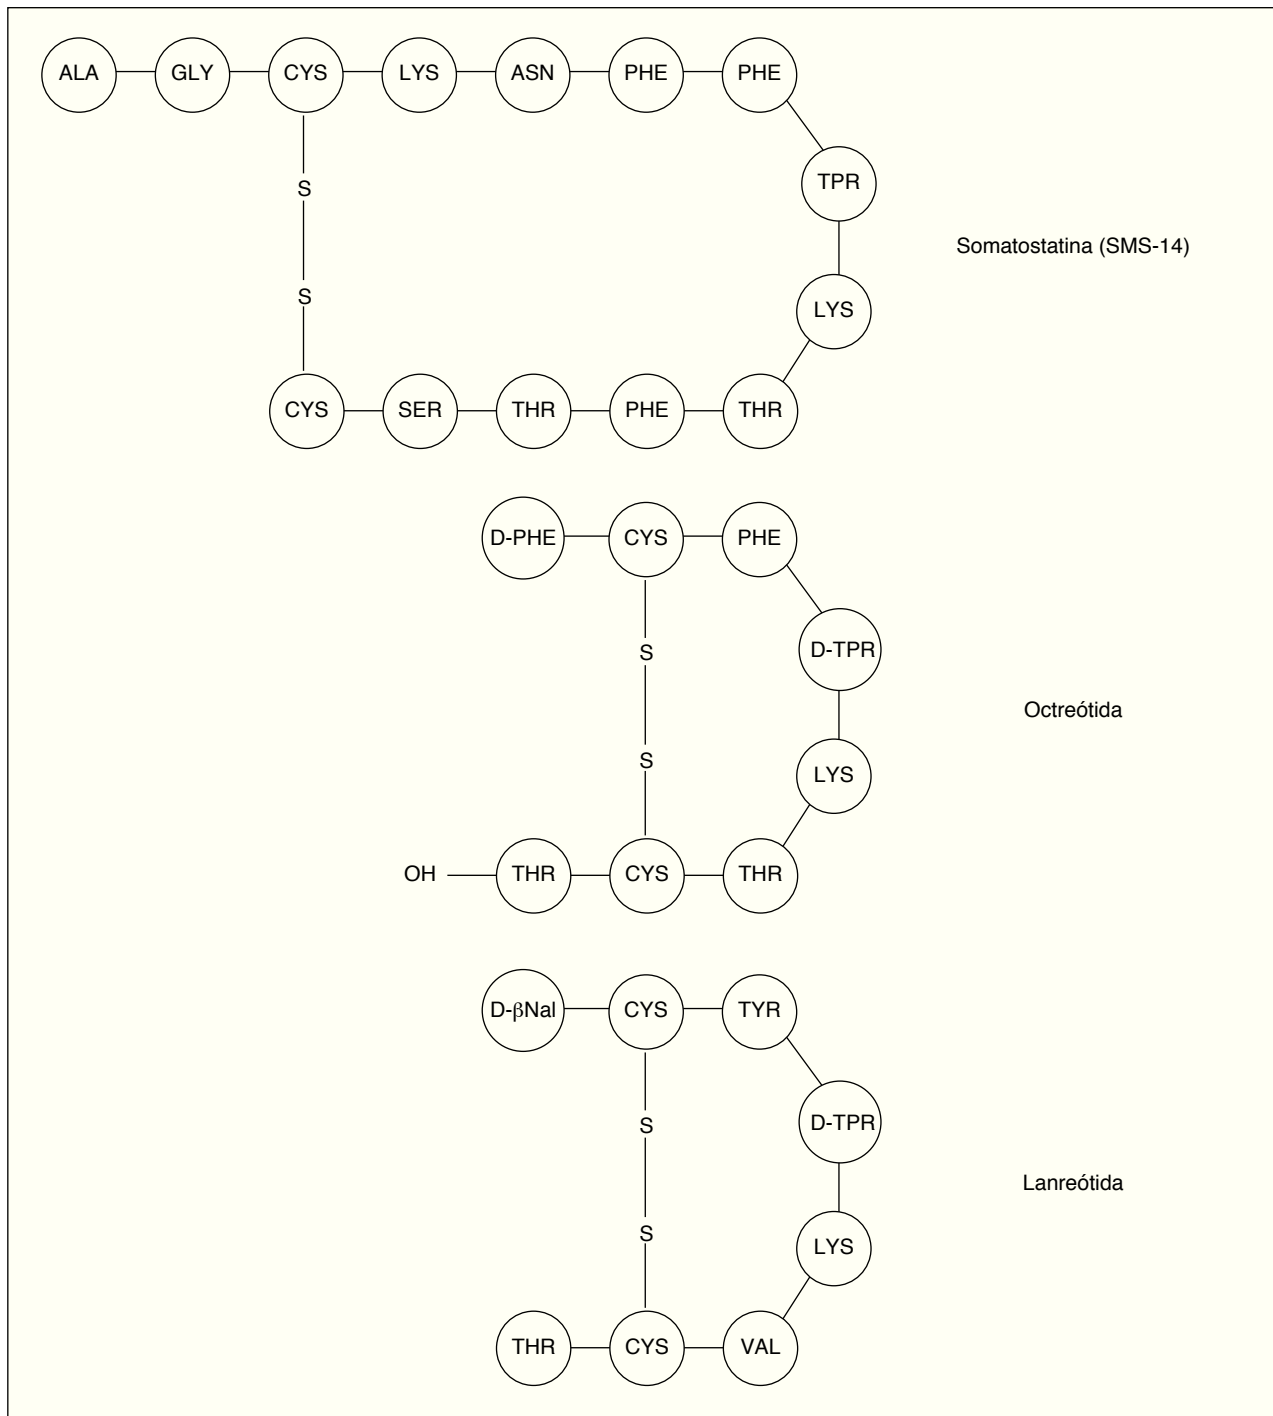 ALA GLY CYS LYS ASN PHE PHE
TPR
S
Somatostatina (SMS-14)
S
LYS
CYS SER THR PHE THR
D-PHE CYS PHE
D-TPR
S
Octreótida
S
LYS
OH THR CYS THR
D-βNal CYS TYR
D-TPR
S
Lanreótida
S
LYS
THR CYS VAL